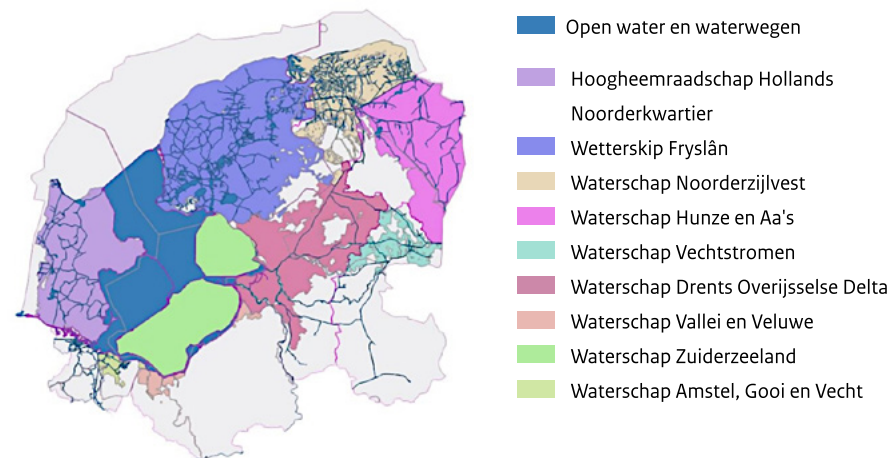 Open water en waterwegen
Hoogheemraadschap Hollands
Noorderkwartier
Wetterskip Fryslân
Waterschap Noorderzijlvest
Waterschap Hunze en Aa's
Waterschap Vechtstromen
Waterschap Drents Overijsselse Delta
Waterschap Vallei en Veluwe
Waterschap Zuiderzeeland
Waterschap Amstel, Gooi en Vecht